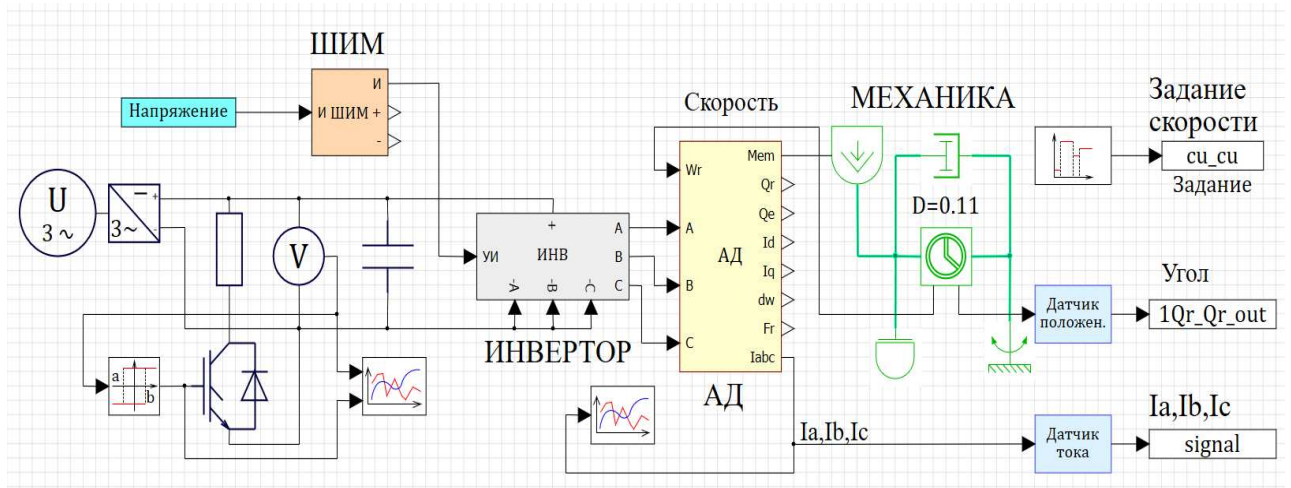 ШИМ
Напряжение
И
И ШИМ +
-
U
3 ~
3~
+
-
V
a
b
УИ
+
ИНВ
A
B
C
-A
-B
-C
ИНВЕРТОР
Скорость
Wr
A
B
C
АД
Mem
Qr
Qe
Id
Iq
dw
Fr
Iabc
АД
МЕХАНИКА
D=0.11
Задание
скорости
cu_cu
Задание
Угол
Датчик
положен.
1Qr_Qr_out
Ia,Ib,Ic
Ia,Ib,Ic
Датчик
тока
signal